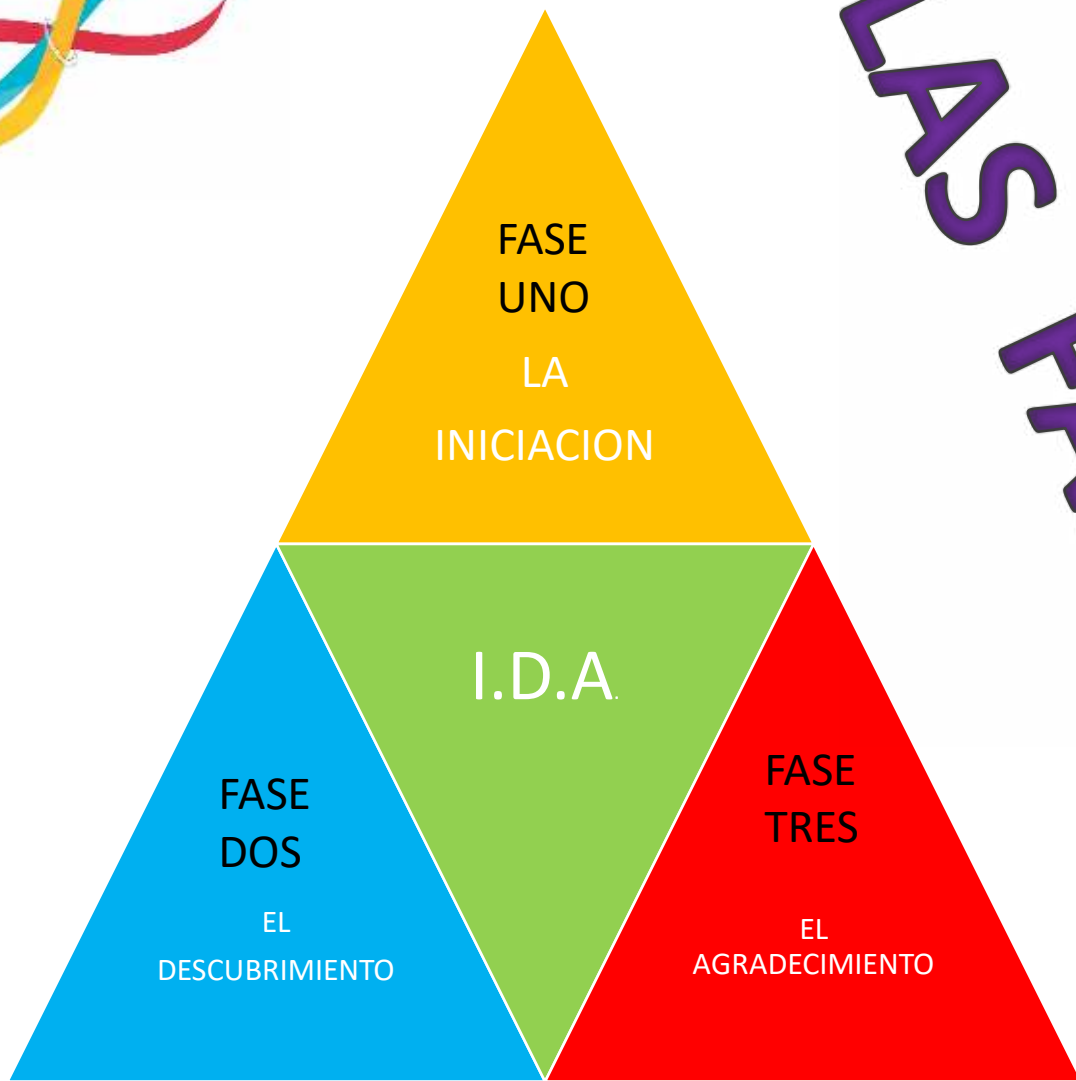 LAS
FASE
UNO
LA
INICIACION
I.D.A.
FASE
DOS
EL
DESCUBRIMIENTO
FASE
TRES
EL
AGRADECIMIENTO